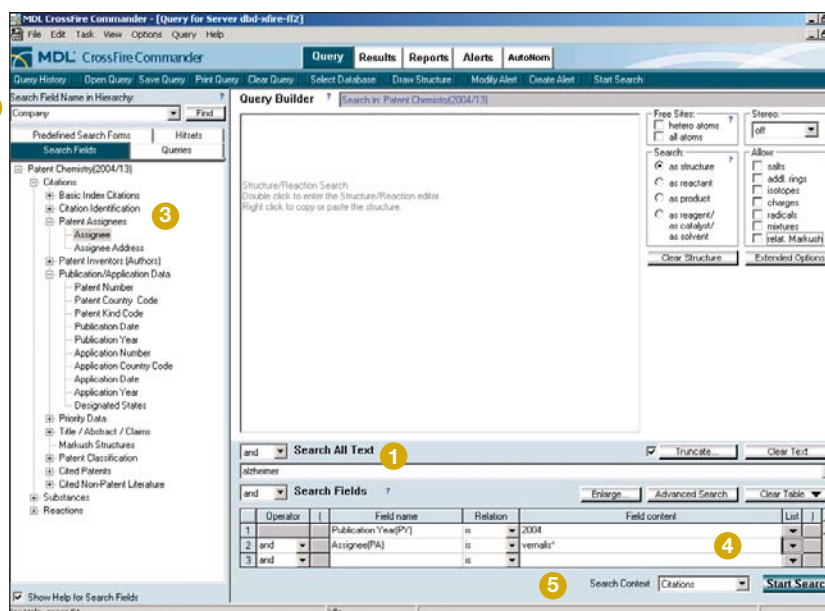 MDL CrossFire Commander - [Query for Server dbd-xfire-ff2]
File Edit Task View Options Query Help
MDL CrossFire Commander
Query Results Reports Alerts AutoNom
Query History Open Query Save Query Print Query Clear Query Select Database Draw Structure Modify Alert Create Alert Start Search
Search Field Name in Hierarchy: ?
Company Find
Predefined Search Forms Hitsets
Search Fields Queries
Patent Chemistry(2004/13)
Citations
Basic Index Citations
Citation Identification
3
Patent Assignees
Assignee
Assignee Address
Patent Inventors (Authors)
Publication/Application Data
Patent Number
Patent Country Code
Patent Kind Code
Publication Date
Publication Year
Application Number
Application Country Code
Application Date
Application Year
Designated States
Priority Data
Title / Abstract / Claims
Markush Structures
Patent Classification
Cited Patents
Cited Non-Patent Literature
Substances
Reactions
Show Help for Search Fields
Query Builder ? Search in: Patent Chemistry(2004/13)
Structure/Reaction Search
Double click to enter the Structure/Reaction editor.
Right click to copy or paste the structure.
Free Sites: ?
hetero atoms
all atoms
Stereo:
off
Search: ?
as structure
as reactant
as product
as reagent/
as catalyst/
as solvent
Allow:
salts
addl. rings
isotopes
charges
radicals
mixtures
relat. Markush
Clear Structure Extended Options
and Search All Text 1 Truncate... Clear Text
alzheimer
and Search Fields ? Enlarge... Advanced Search Clear Table
Operator ( Field name Relation Field content List )
1 Publication Year(PY) is 2004
2 and Assignee(PA) is vernalis* 4
3 and
5 Search Context Citations Start Searc